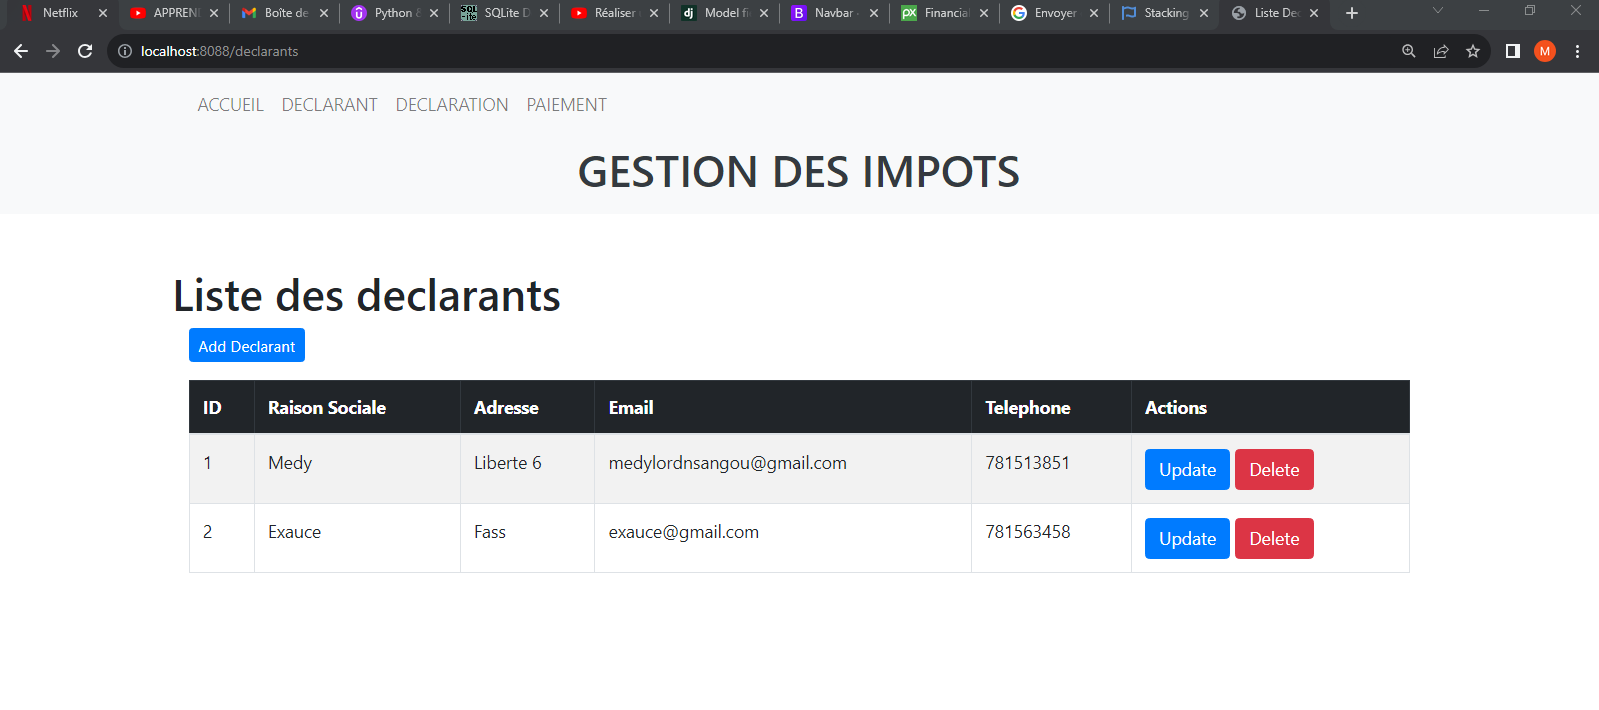 Netflix APPREN Boîte de Python & SQLite D Réaliser Model fi Navbar - Financia Envoyer Stacking Liste Dec
localhost:8088/declarants
M
ACCUEIL DECLARANT DECLARATION PAIEMENT
GESTION DES IMPOTS
Liste des declarants
Add Declarant
ID Raison Sociale Adresse Email Telephone Actions
1 Medy Liberte 6 medylordnsangou@gmail.com 781513851 Update Delete
2 Exauce Fass exauce@gmail.com 781563458 Update Delete